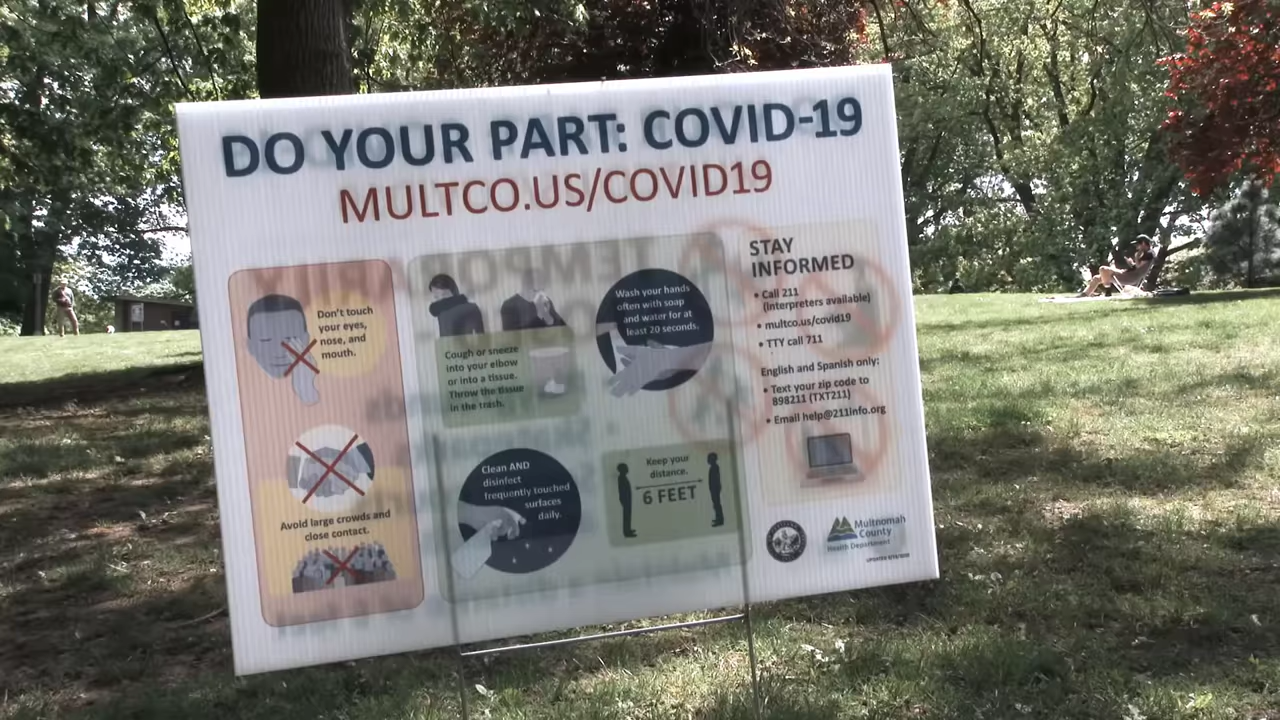 DO YOUR PART: COVID-19
MULTCO.US/COVID19
Don't touch
your eyes,
nose, and
mouth.
Avoid large crowds and
close contact.
Cough or sneeze
into your elbow
or into a tissue.
Throw the tissue
in the trash.
Wash your hands
often with soap
and water for at
least 20 seconds.
Clean AND
disinfect
frequently touched
surfaces
daily.
Keep your
distance.
6 FEET
STAY
INFORMED
• Call 211
(Interpreters available)
• multco.us/covid19
• TTY call 711
English and Spanish only:
• Text your zip code to
898211 (TXT211)
• Email help@211info.org
Multnomah
County
Health Department